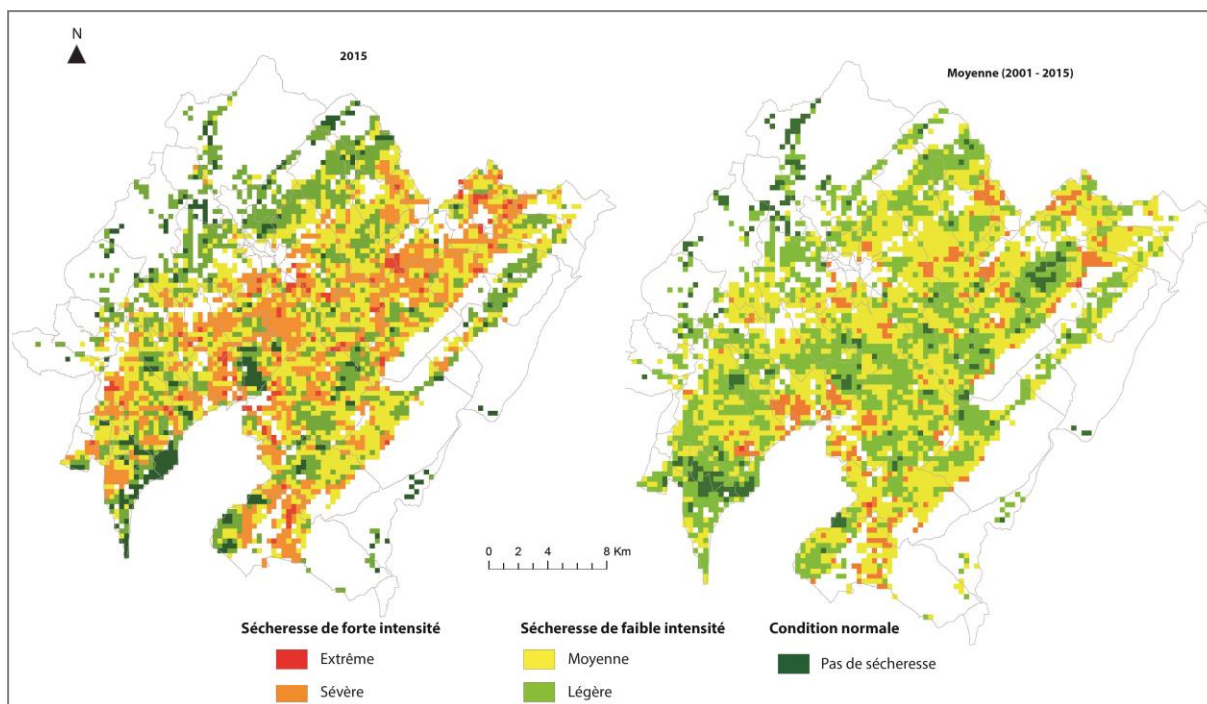 N
2015
Moyenne (2001 - 2015)
0 2 4 8 Km
Sécheresse de forte intensité
Sécheresse de faible intensité
Condition normale
Extrême
Moyenne
Pas de sécheresse
Sévère
Légère